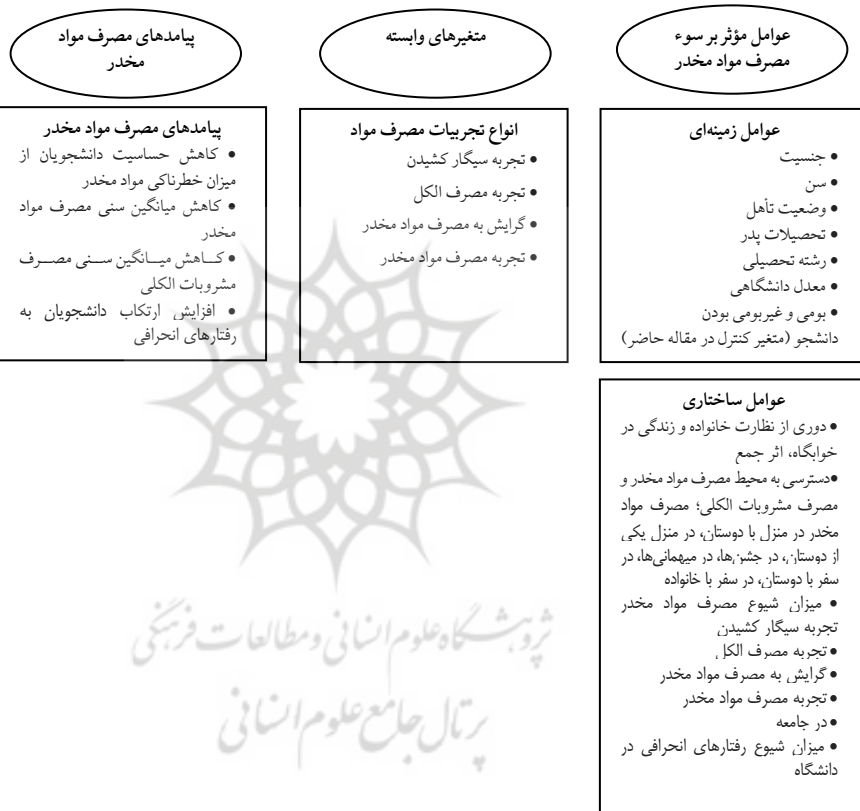 عوامل مؤثر بر سوء
مصرف مواد مخدر
متغیرهای وابسته
پیامدهای مصرف مواد
مخدر
عوامل زمینه‌ای
• جنسیت
• سن
• وضعیت تأهل
• تحصیلات پدر
• رشته تحصیلی
• معدل دانشگاهی
• بومی و غیربومی بودن
دانشجو (متغیر کنترل در مقاله حاضر)
انواع تجربیات مصرف مواد
• تجربه سیگار کشیدن
• تجربه مصرف الکل
• گرایش به مصرف مواد مخدر
• تجربه مصرف مواد مخدر
پیامدهای مصرف مواد مخدر
• کاهش حساسیت دانشجویان از
میزان خطرناکی مواد مخدر
• کاهش میانگین سنی مصرف مواد
مخدر
• کــاهش میــانگین ســنی مصــرف
مشروبات الکلی
• افزایش ارتکاب دانشجویان به
رفتارهای انحرافی
عوامل ساختاری
• دوری از نظارت خانواده و زندگی در
خوابگاه، اثر جمع
•دسترسی به محیط مصرف مواد مخدر و
مصرف مشروبات الکلی؛ مصرف مواد
مخدر در منزل با دوستان، در منزل یکی
از دوستان، در جشن‌ها، در میهمانی‌ها، در
سفر با دوستان، در سفر با خانواده
• میزان شیوع مصرف مواد مخدر
تجربه سیگار کشیدن
• تجربه مصرف الکل
• گرایش به مصرف مواد مخدر
• تجربه مصرف مواد مخدر
• در جامعه
• میزان شیوع رفتارهای انحرافی در
دانشگاه
پژوهشگاه علوم انسانی و مطالعات فرهنگی
پرتال جامع علوم انسانی